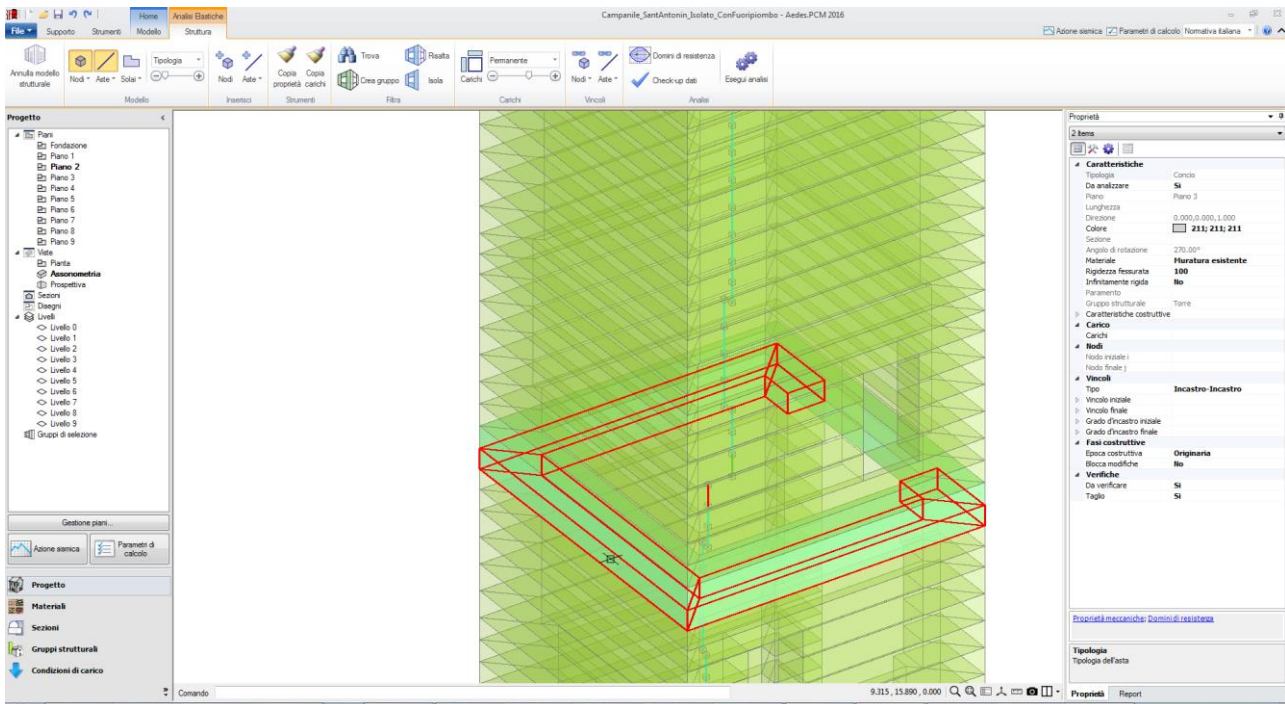 Campanile_SantAntonin_Isolato_ConFuoripiombo - Aedes.PCM 2016
Home
Analisi Elastiche
File
Supporto
Strumenti
Modello
Struttura
Azione sismica
Parametri di calcolo
Normativa italiana
Annulla modello
strutturale
Nodi
Aste
Solai
Tipologia
Modello
Nodi
Aste
Inserisci
Copia
proprietà
Copia
carichi
Strumenti
Trova
Crea gruppo
Risalta
Isola
Filtra
Carichi
Permanente
Carichi
Nodi
Aste
Vincoli
Domini di resistenza
Check-up dati
Esegui analisi
Analisi
Progetto
Piani
Fondazione
Piano 1
Piano 2
Piano 3
Piano 4
Piano 5
Piano 6
Piano 7
Piano 8
Piano 9
Viste
Pianta
Assonometria
Prospettiva
Sezioni
Disegni
Livelli
Livello 0
Livello 1
Livello 2
Livello 3
Livello 4
Livello 5
Livello 6
Livello 7
Livello 8
Livello 9
Gruppi di selezione
Gestione piani...
Azione sismica
Parametri di
calcolo
Progetto
Materiali
Sezioni
Gruppi strutturali
Condizioni di carico
Comando
9.315 , 15.890 , 0.000
Proprietà
2 Items
Caratteristiche
Tipologia Concio
Da analizzare Sì
Piano Piano 3
Lunghezza
Direzione 0.000,0.000,1.000
Colore 211; 211; 211
Sezione
Angolo di rotazione 270.00°
Materiale Muratura esistente
Rigidezza fessurata 100
Infinitamente rigida No
Paramento
Gruppo strutturale Torre
Caratteristiche costruttive
Carico
Carichi
Nodi
Nodo iniziale i
Nodo finale j
Vincoli
Tipo Incastro-Incastro
Vincolo iniziale
Vincolo finale
Grado d'incastro iniziale
Grado d'incastro finale
Fasi costruttive
Epoca costruttiva Originaria
Blocca modifiche No
Verifiche
Da verificare Sì
Taglio Sì
Proprietà meccaniche; Domini di resistenza
Tipologia
Tipologia dell'asta
Proprietà
Report